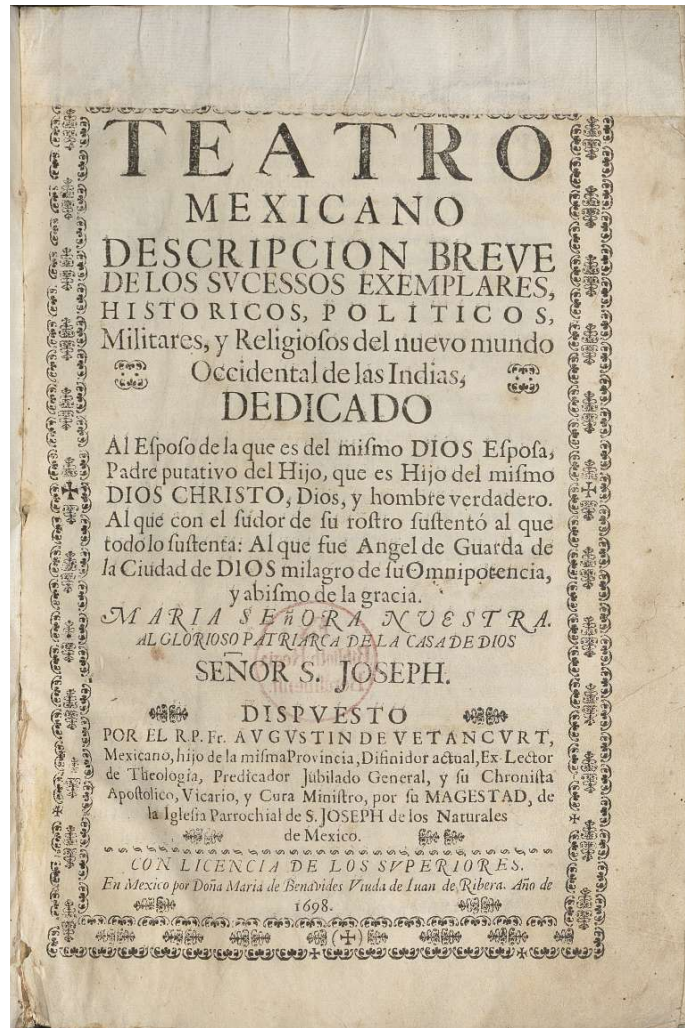 TEATRO
MEXICANO
DESCRIPCION BREVE
DE LOS SVCESSOS EXEMPLARES,
HISTORICOS, POLITICOS,
Militares, y Religiosos del nuevo mundo
Occidental de las Indias,
DEDICADO
Al Esposo de la que es del mismo DIOS Esposa,
Padre putativo del Hijo, que es Hijo del mismo
DIOS CHRISTO, Dios, y hombre verdadero.
Al que con el sudor de su rostro sustentó al que
todo lo sustenta: Al que fue Angel de Guarda de
la Ciudad de DIOS milagro de su Omnipotencia,
y abismo de la gracia.
MARIA SEñORA NVESTRA.
AL GLORIOSO PATRIARCA DE LA CASA DE DIOS
SEÑOR S. JOSEPH.
DISPVESTO
POR EL R.P. Fr. AVGVSTIN DE VETANCVRT,
Mexicano, hijo de la misma Provincia, Difinidor actual, Ex-Lector
de Theologia, Predicador Jubilado General, y su Chronista
Apostolico, Vicario, y Cura Ministro, por su MAGESTAD, de
la Iglesia Parrochial de S. JOSEPH de los Naturales
de Mexico.
CON LICENCIA DE LOS SVPERIORES.
En Mexico por Doña Maria de Benavides Viuda de Iuan de Ribera. Año de
1698.